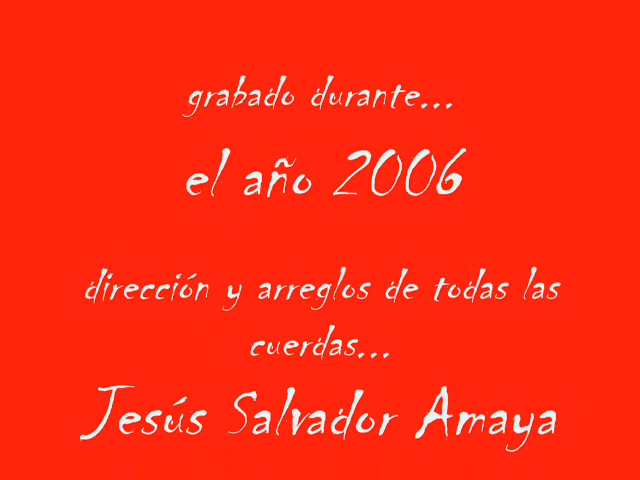 grabado durante...
el año 2006
dirección y arreglos de todas las
cuerdas...
Jesús Salvador Amaya